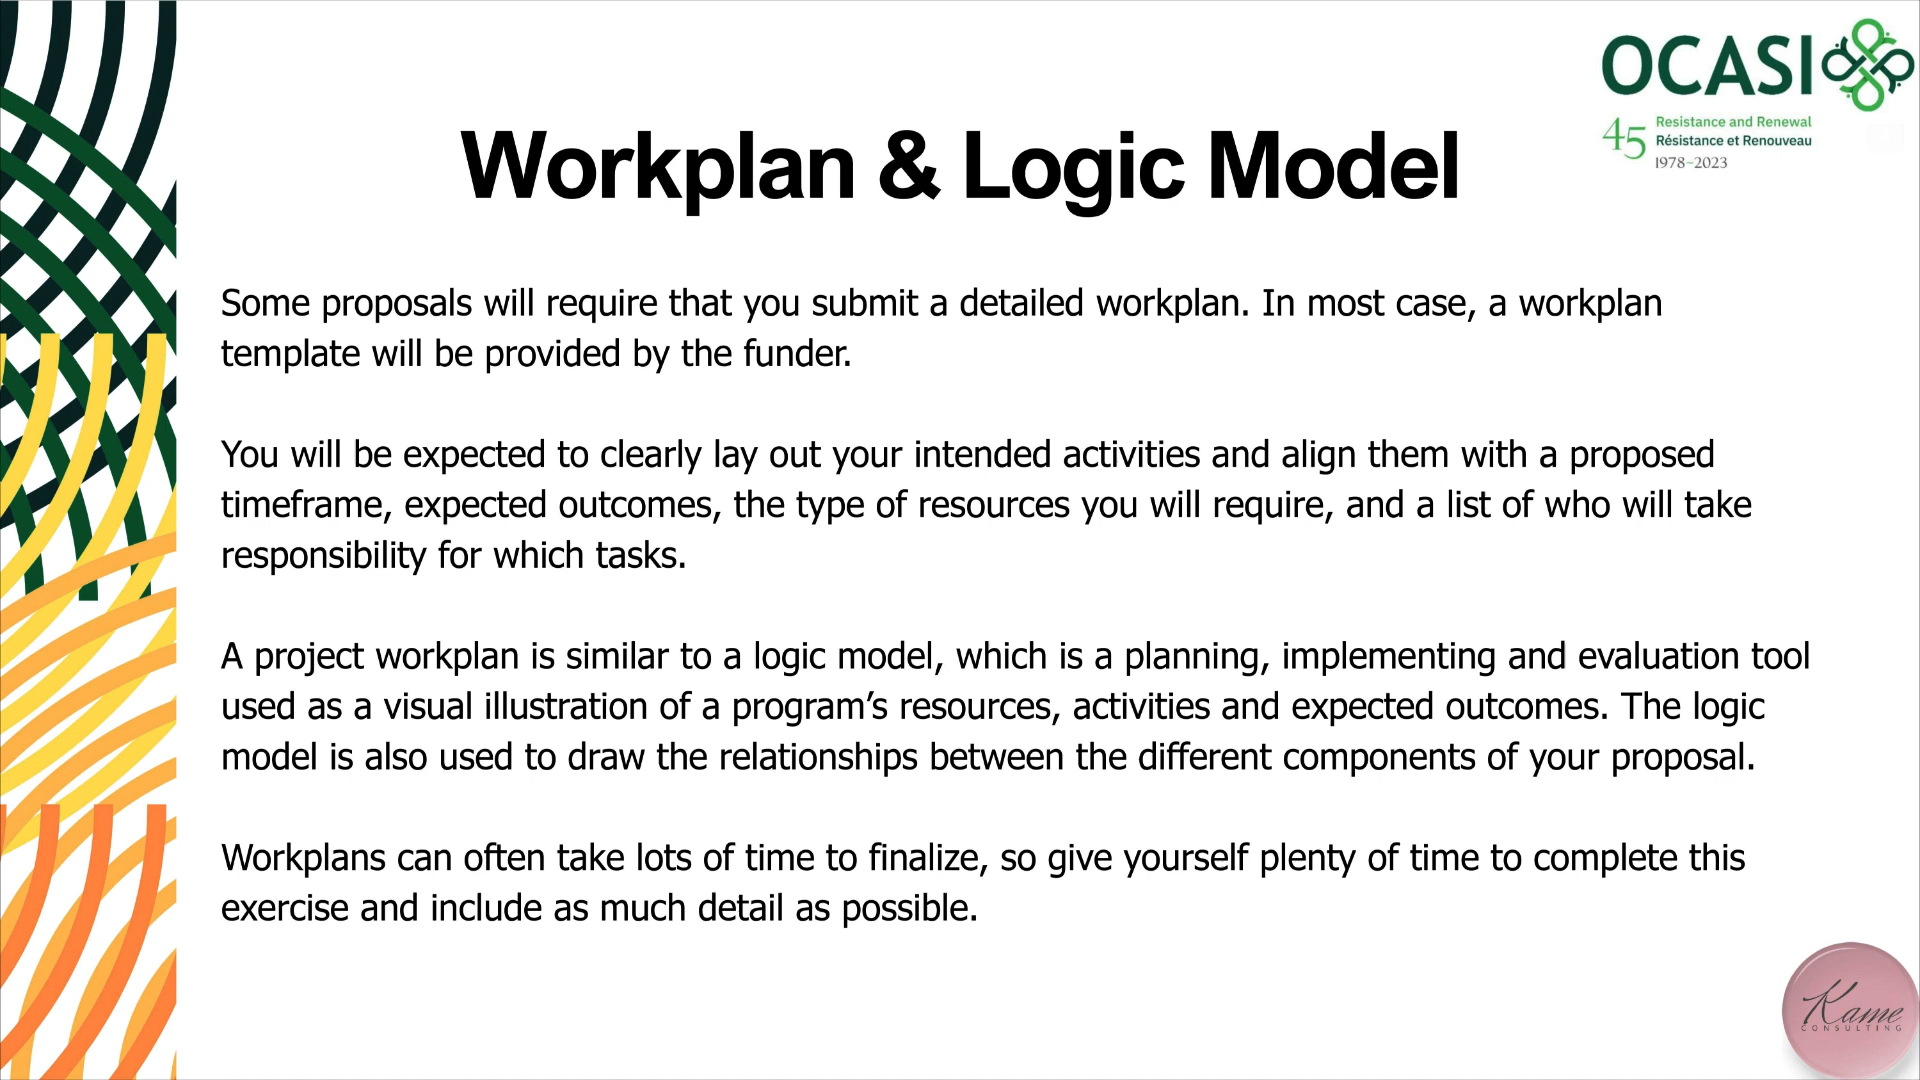 OCASI
45
Resistance and Renewal
Résistance et Renouveau
1978-2023
Workplan & Logic Model
Some proposals will require that you submit a detailed workplan. In most case, a workplan
template will be provided by the funder.
You will be expected to clearly lay out your intended activities and align them with a proposed
timeframe, expected outcomes, the type of resources you will require, and a list of who will take
responsibility for which tasks.
A project workplan is similar to a logic model, which is a planning, implementing and evaluation tool
used as a visual illustration of a program’s resources, activities and expected outcomes. The logic
model is also used to draw the relationships between the different components of your proposal.
Workplans can often take lots of time to finalize, so give yourself plenty of time to complete this
exercise and include as much detail as possible.
Kame
CONSULTING